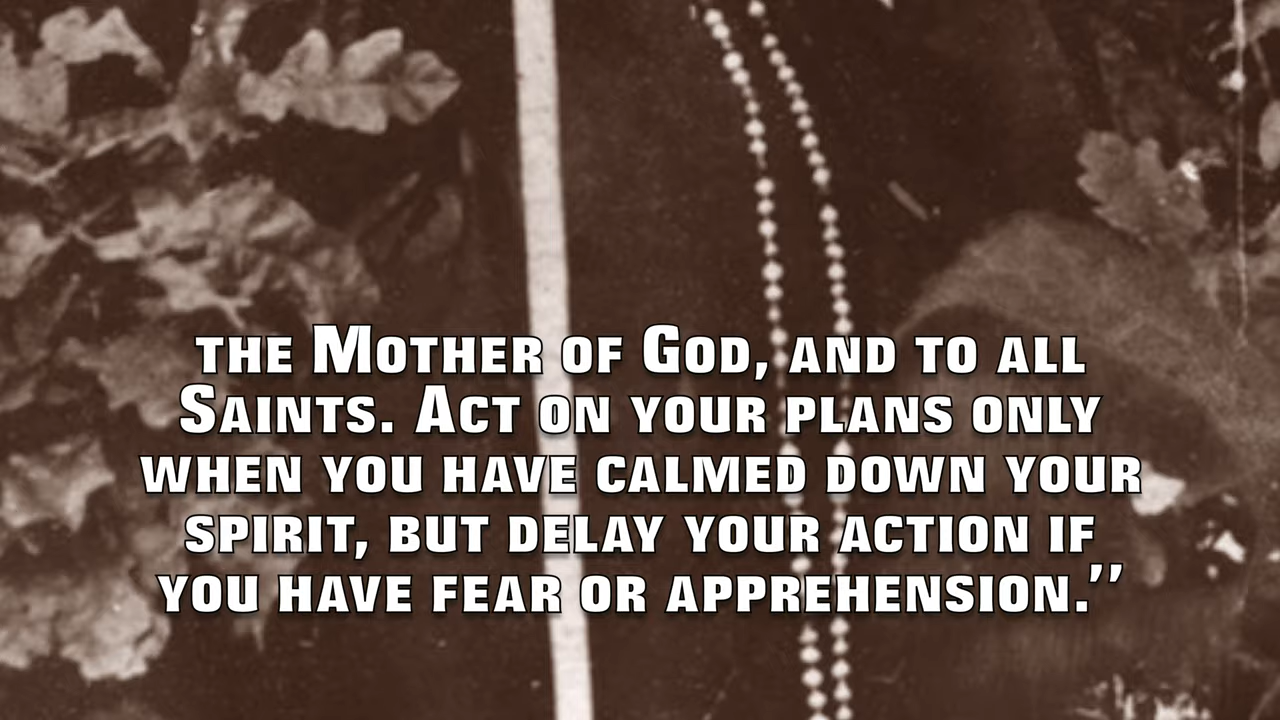 the Mother of God, and to all
Saints. Act on your plans only
when you have calmed down your
spirit, but delay your action if
you have fear or apprehension.’’